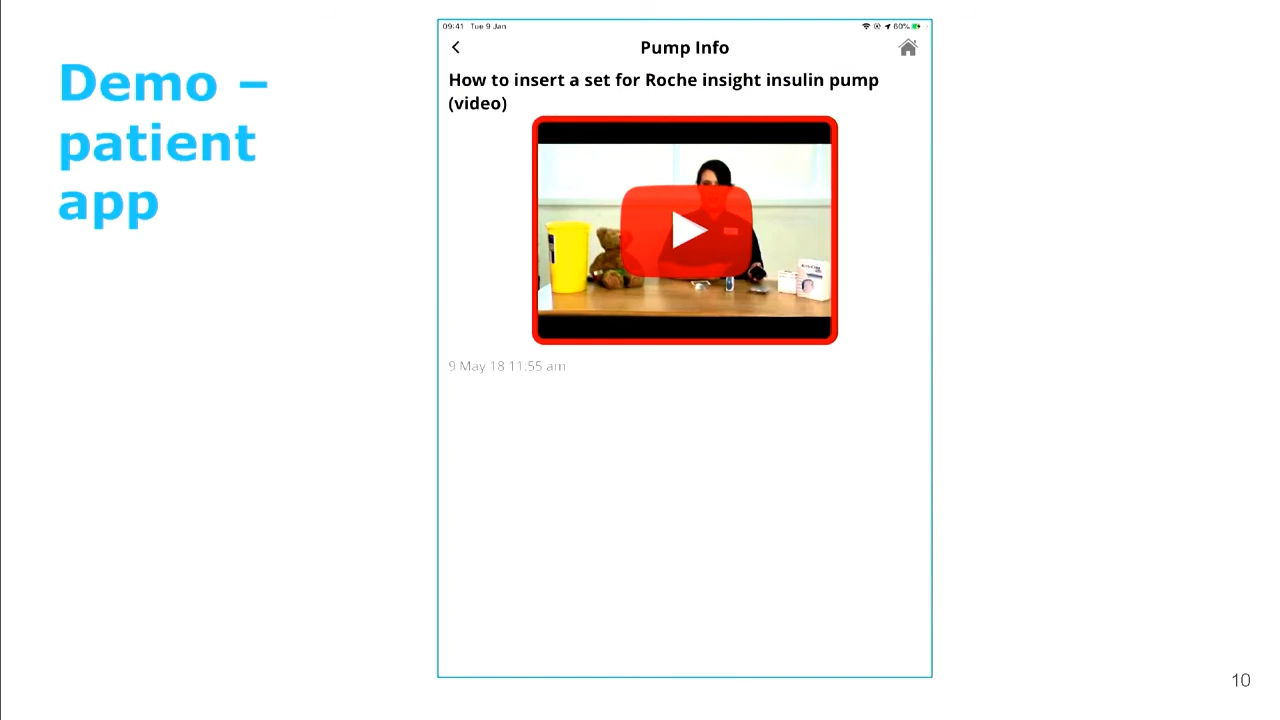 Demo –
patient
app
09:41 Tue 9 Jan
60%
Pump Info
How to insert a set for Roche insight insulin pump
(video)
9 May 18 11.55 am
10